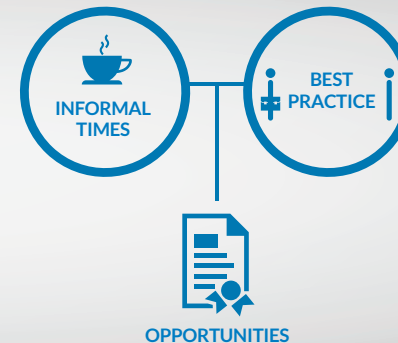 INFORMAL
TIMES
BEST
PRACTICE
OPPORTUNITIES